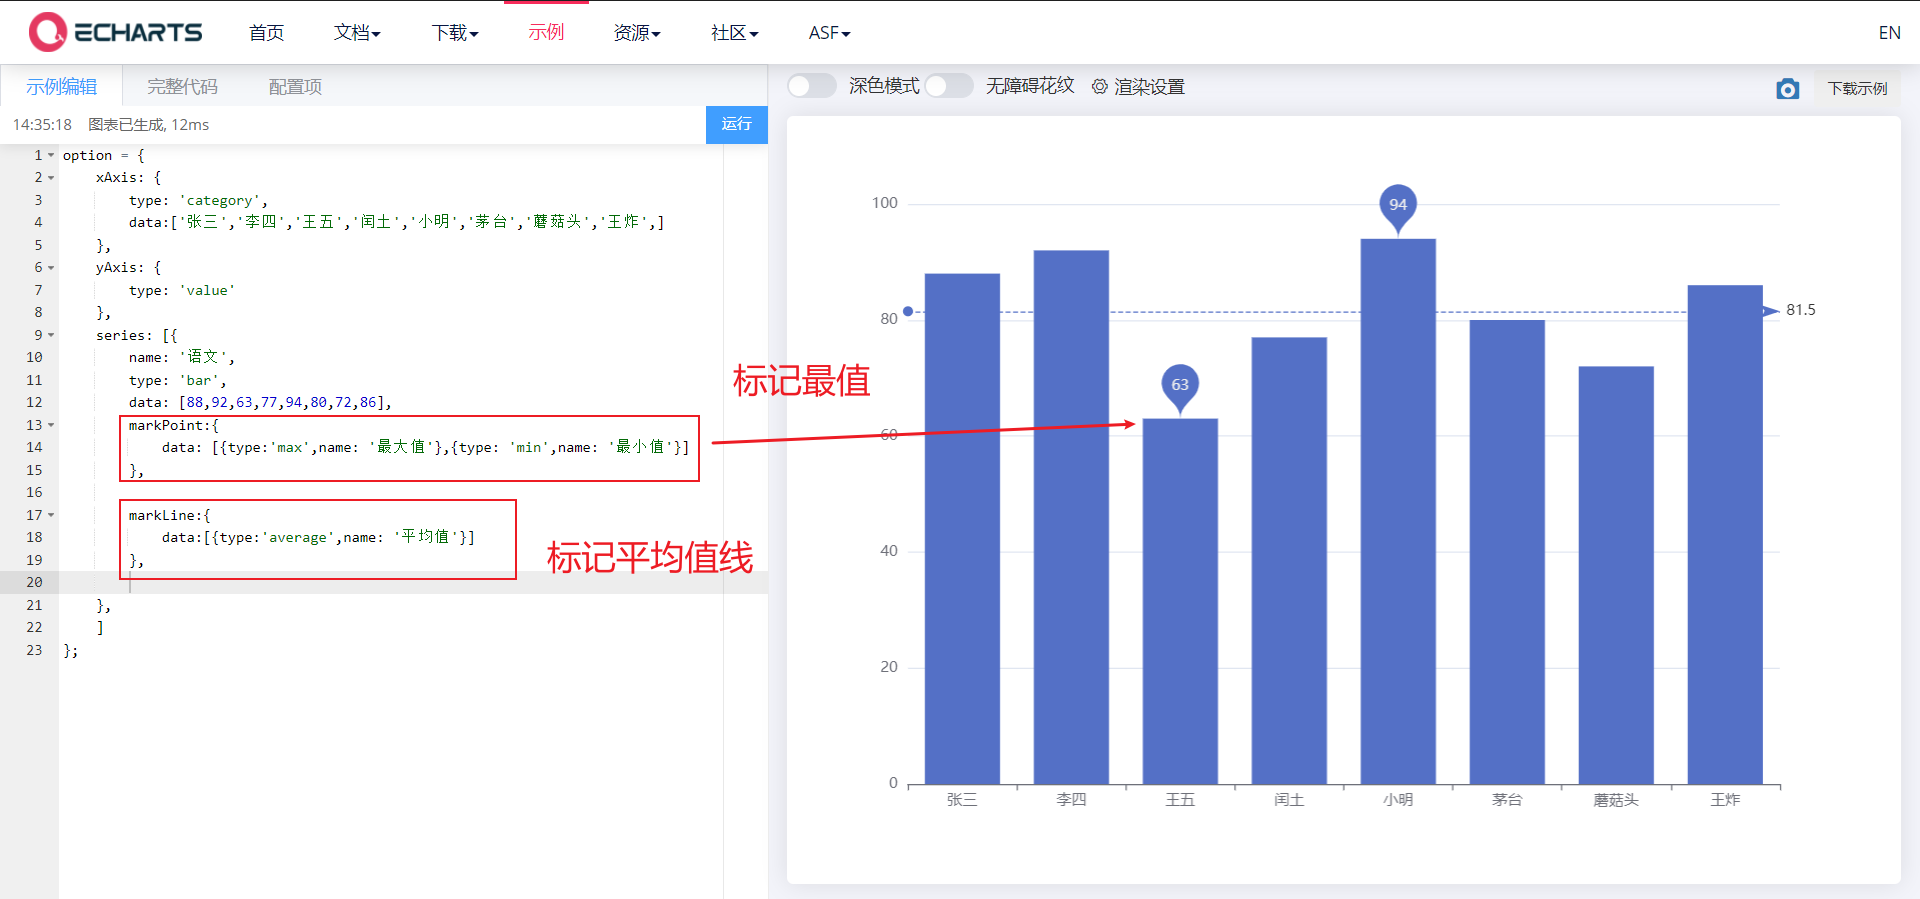 ECHARTS 首页 文档 下载 示例 资源 社区 ASF EN
示例编辑 完整代码 配置项
深色模式 无障碍花纹 渲染设置 下载示例
14:35:18 图表已生成, 12ms 运行
1 option = {
2 xAxis: {
3 type: 'category',
4 data:['张三','李四','王五','闰土','小明','茅台','蘑菇头','王炸',]
5 },
6 yAxis: {
7 type: 'value'
8 },
9 series: [{
10 name: '语文',
11 type: 'bar',
12 data: [88,92,63,77,94,80,72,86],
13 markPoint:{
14 data: [{type:'max',name: '最大值'},{type: 'min',name: '最小值'}]
15 },
16
17 markLine:{
18 data:[{type:'average',name: '平均值'}]
19 },
20
21 },
22 ]
23 };
标记最值
标记平均值线
100
94
81.5
80
63
60
40
20
0
张三 李四 王五 闰土 小明 茅台 蘑菇头 王炸